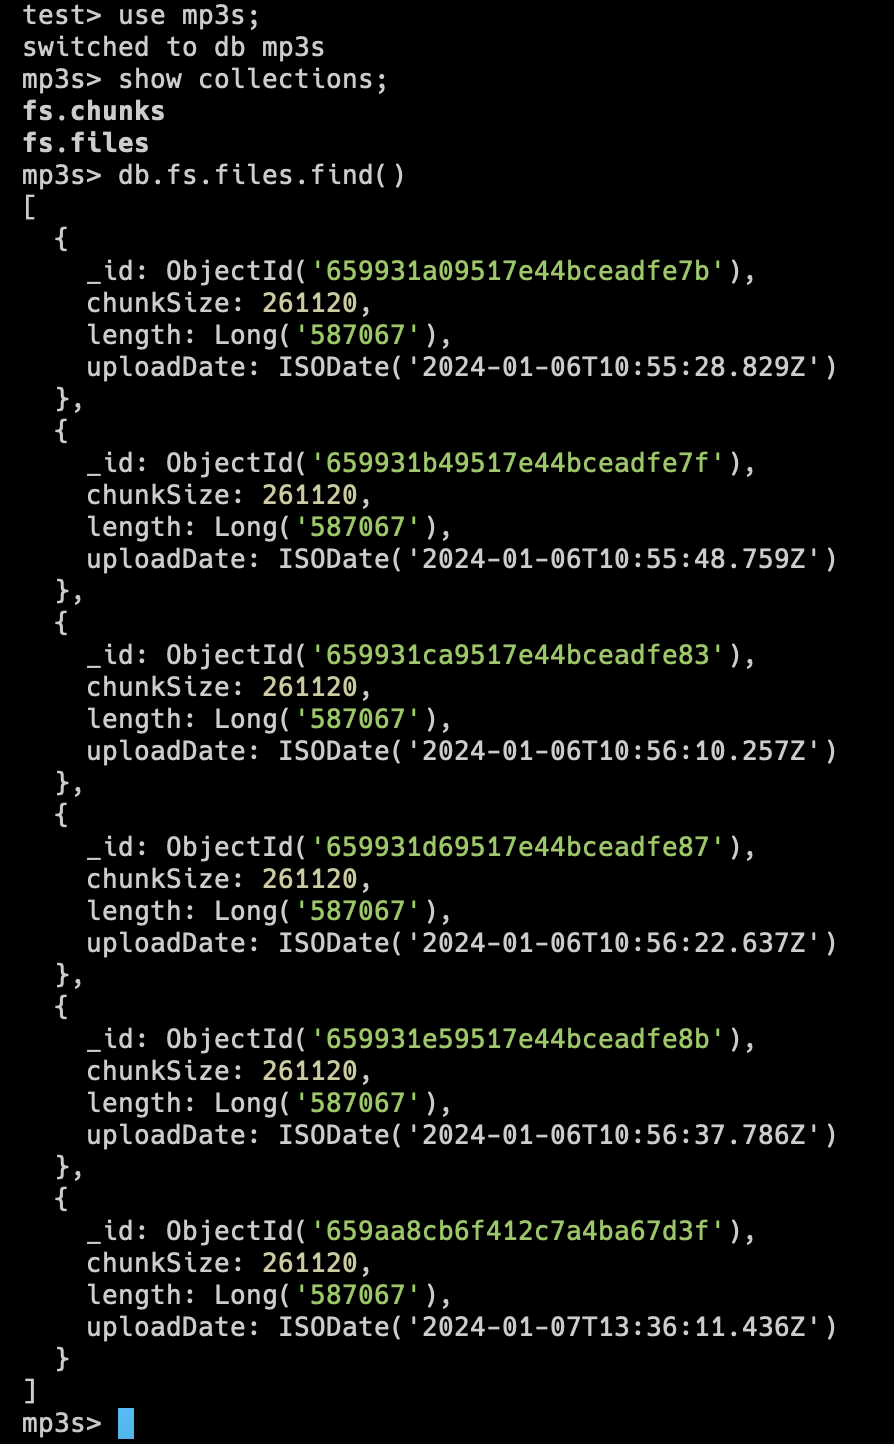 test> use mp3s;
switched to db mp3s
mp3s> show collections;
fs.chunks
fs.files
mp3s> db.fs.files.find()
[
  {
    _id: ObjectId('659931a09517e44bceadfe7b'),
    chunkSize: 261120,
    length: Long('587067'),
    uploadDate: ISODate('2024-01-06T10:55:28.829Z')
  },
  {
    _id: ObjectId('659931b49517e44bceadfe7f'),
    chunkSize: 261120,
    length: Long('587067'),
    uploadDate: ISODate('2024-01-06T10:55:48.759Z')
  },
  {
    _id: ObjectId('659931ca9517e44bceadfe83'),
    chunkSize: 261120,
    length: Long('587067'),
    uploadDate: ISODate('2024-01-06T10:56:10.257Z')
  },
  {
    _id: ObjectId('659931d69517e44bceadfe87'),
    chunkSize: 261120,
    length: Long('587067'),
    uploadDate: ISODate('2024-01-06T10:56:22.637Z')
  },
  {
    _id: ObjectId('659931e59517e44bceadfe8b'),
    chunkSize: 261120,
    length: Long('587067'),
    uploadDate: ISODate('2024-01-06T10:56:37.786Z')
  },
  {
    _id: ObjectId('659aa8cb6f412c7a4ba67d3f'),
    chunkSize: 261120,
    length: Long('587067'),
    uploadDate: ISODate('2024-01-07T13:36:11.436Z')
  }
]
mp3s>